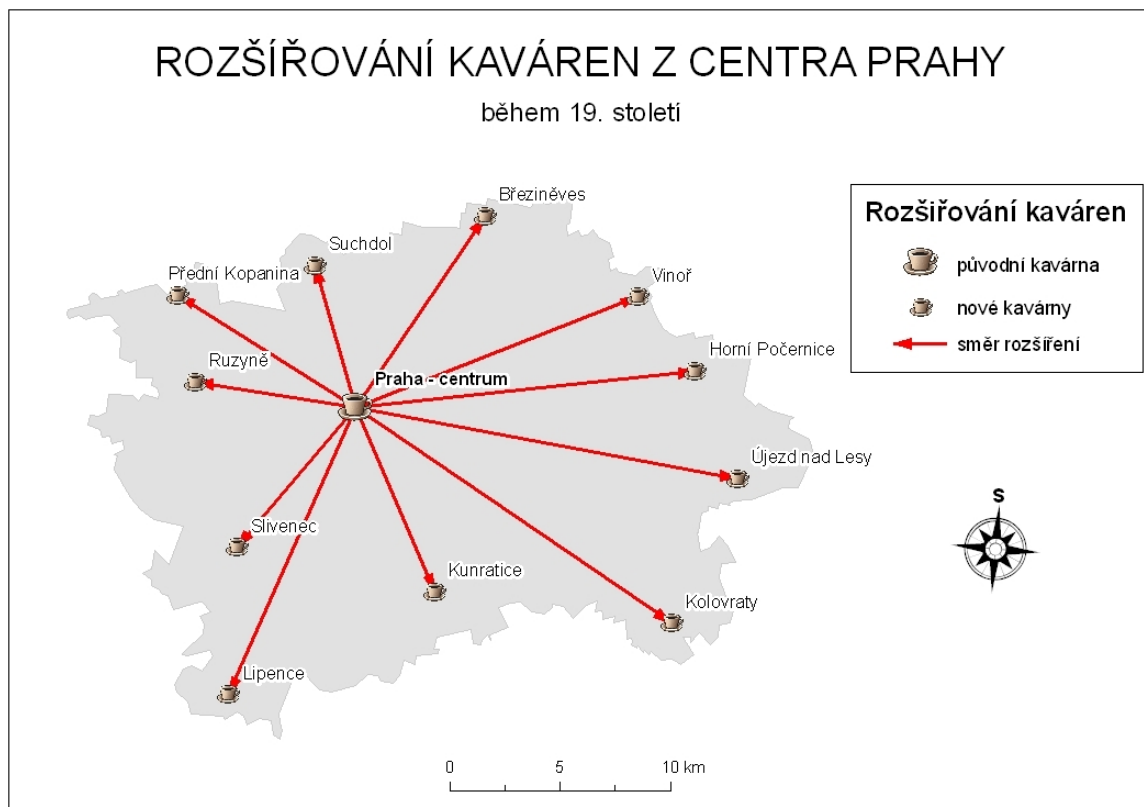 ROZŠÍŘOVÁNÍ KAVÁREN Z CENTRA PRAHY
během 19. století
Březiněves
Suchdol
Přední Kopanina
Vinoř
Ruzyně
Horní Počernice
Praha - centrum
Újezd nad Lesy
Slivenec
Kunratice
Kolovraty
Lipence
Rozšiřování kaváren
původní kavárna
nové kavárny
směr rozšíření
S
0 5 10 km